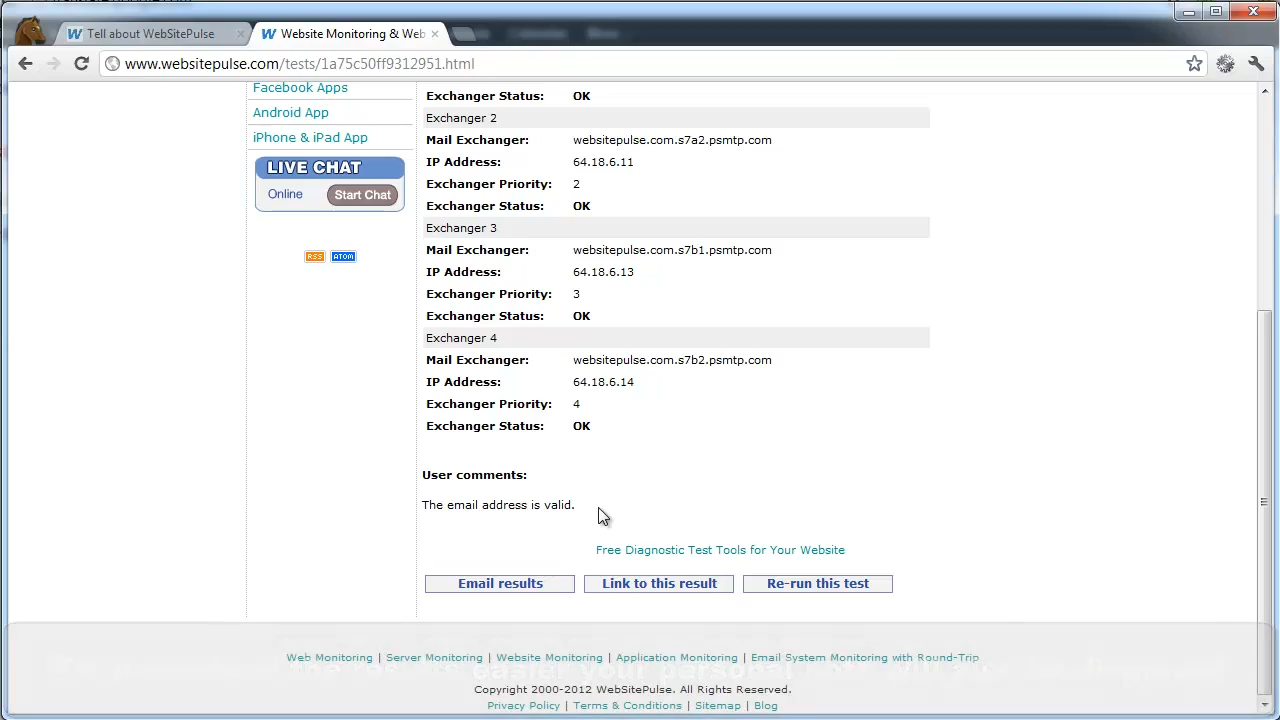 Tell about WebSitePulse
Website Monitoring & Web
www.websitepulse.com/tests/1a75c50ff9312951.html
Facebook Apps
Android App
iPhone & iPad App
LIVE CHAT
Online
Start Chat
RSS ATOM
Exchanger Status: OK
Exchanger 2
Mail Exchanger: websitepulse.com.s7a2.psmtp.com
IP Address: 64.18.6.11
Exchanger Priority: 2
Exchanger Status: OK
Exchanger 3
Mail Exchanger: websitepulse.com.s7b1.psmtp.com
IP Address: 64.18.6.13
Exchanger Priority: 3
Exchanger Status: OK
Exchanger 4
Mail Exchanger: websitepulse.com.s7b2.psmtp.com
IP Address: 64.18.6.14
Exchanger Priority: 4
Exchanger Status: OK
User comments:
The email address is valid.
Free Diagnostic Test Tools for Your Website
Email results
Link to this result
Re-run this test
Web Monitoring | Server Monitoring | Website Monitoring | Application Monitoring | Email System Monitoring with Round-Trip
easier your personal
Copyright 2000-2012 WebSitePulse. All Rights Reserved.
Privacy Policy | Terms & Conditions | Sitemap | Blog